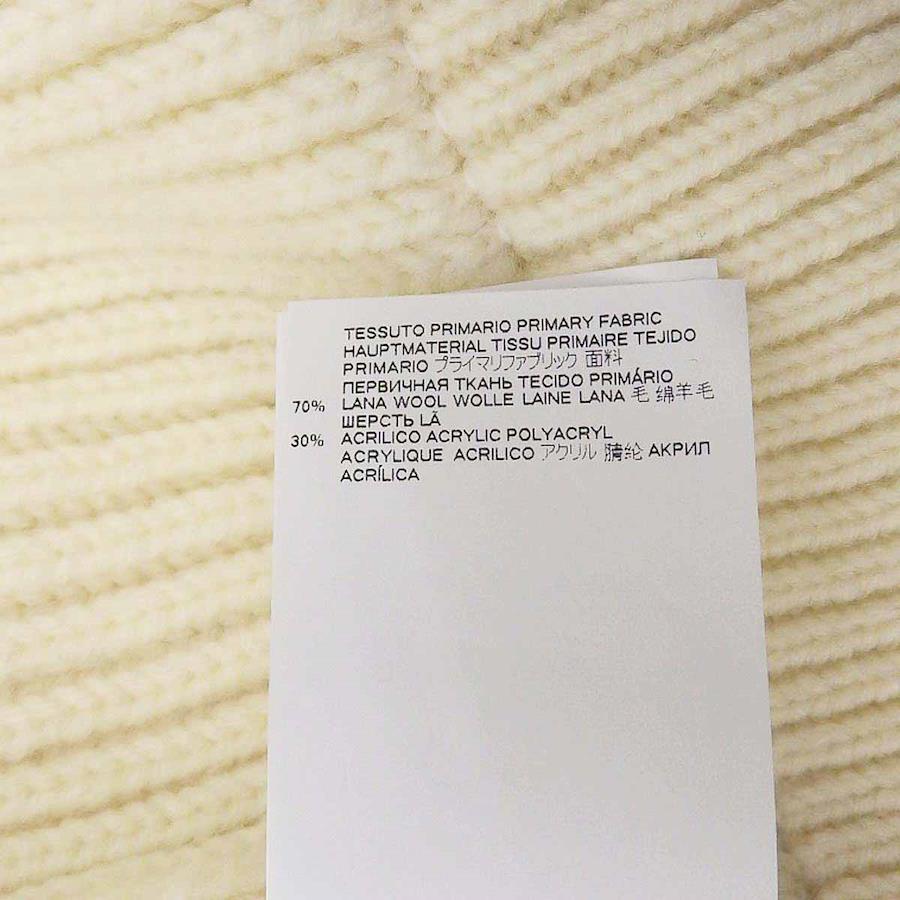 TESSUTO PRIMARIO PRIMARY FABRIC
HAUPTMATERIAL TISSU PRIMAIRE TEJIDO
PRIMARIO プライマリファブリック 面料
ПЕРВИЧНАЯ ТКАНЬ TECIDO PRIMÁRIO
70% LANA WOOL WOLLE LAINE LANA 毛 绵羊毛
ШЕРСТЬ LÃ
30% ACRILICO ACRYLIC POLYACRYL
ACRYLIQUE ACRILICO アクリル 腈纶 АКРИЛ
ACRÍLICA